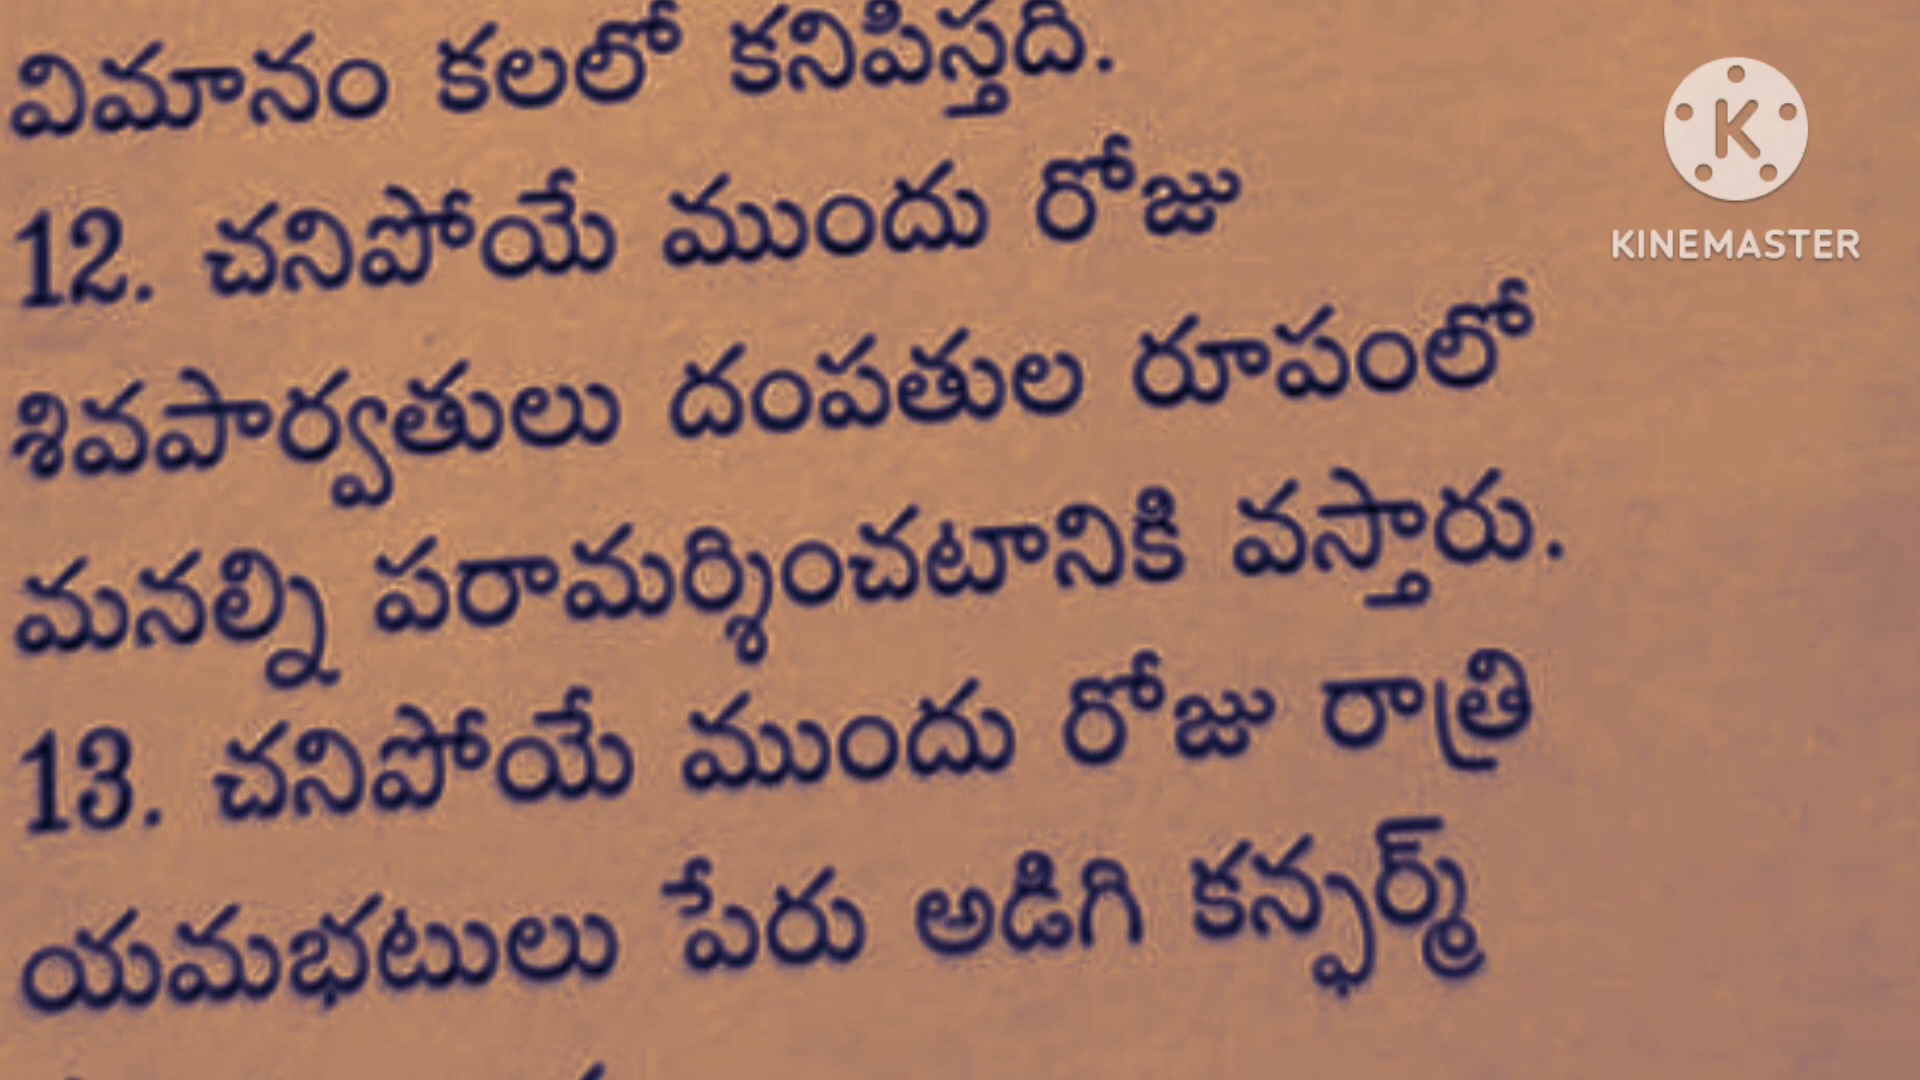 విమానం కలలో కనిపిస్తది.
12. చనిపోయే ముందు రోజు
శివపార్వతులు దంపతుల రూపంలో
మనల్ని పరామర్శించటానికి వస్తారు.
13. చనిపోయే ముందు రోజు రాత్రి
యమభటులు పేరు అడిగి కన్ఫర్మ్
KINEMASTER